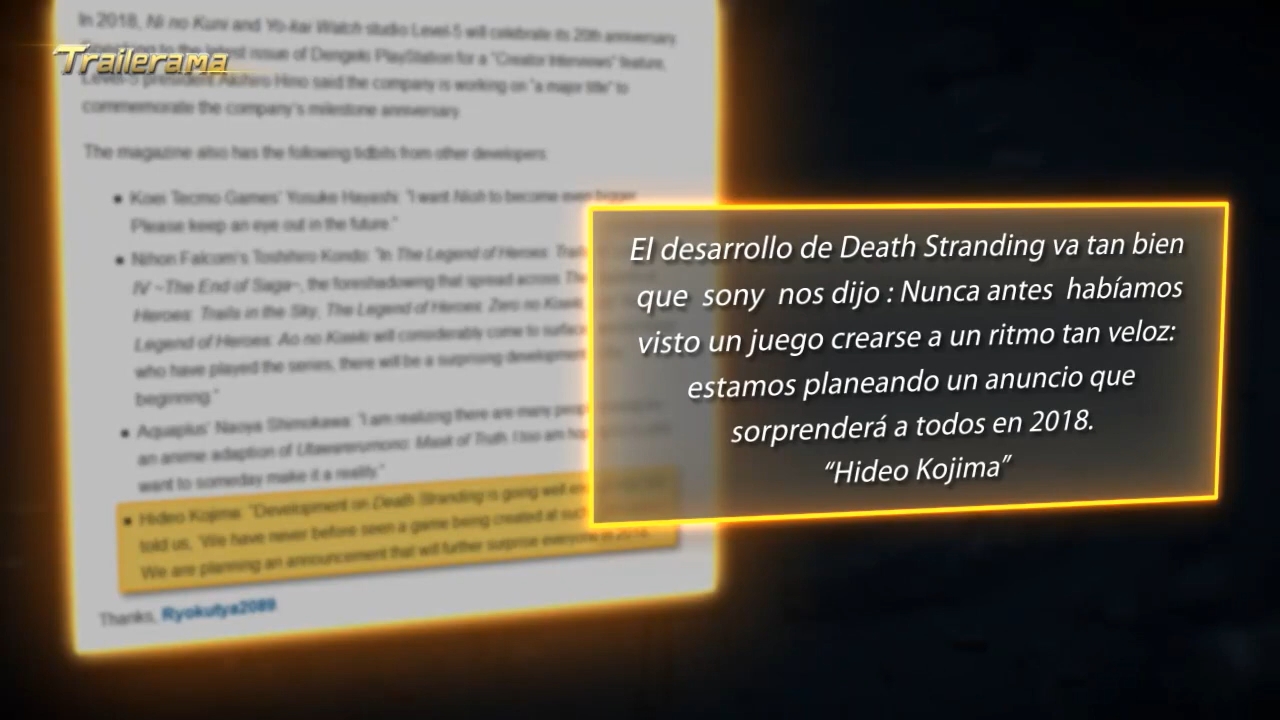 In 2018, Ni no Kuni and Yo-kai Watch studio Level-5 will celebrate its 20th anniversary.
Trailerama
issue of Dengeki PlayStation for a "Creator Interviews" feature,
Level-5 president Akihiro Hino said the company is working on "a major title" to
commemorate the company's milestone anniversary.
The magazine also has the following tidbits from other developers:
• Koei Tecmo Games' Yosuke Hayashi: "I want Nioh to become even bigger.
Please keep an eye out in the future."
• Nihon Falcom's Toshihiro Kondo: "In The Legend of Heroes:
IV ~The End of Saga~, the foreshadowing that spread across
Heroes: Trails in the Sky, The Legend of Heroes: Zero no Kiseki,
Legend of Heroes: Ao no Kiseki will considerably come to
who have played the series, there will be a surprising development
beginning."
• Aquaplus' Naoya Shimokawa: "I am realizing there are many
an anime adaption of Utawarerumono: Mask of Truth. I too am
want to someday make it a reality."
• Hideo Kojima: "Development on Death Stranding is going well
told us, 'We have never before seen a game being created at such
We are planning an announcement that will further surprise everyone in 2018."
Thanks, Ryokutya2089
El desarrollo de Death Stranding va tan bien
que sony nos dijo : Nunca antes habíamos
visto un juego crearse a un ritmo tan veloz:
estamos planeando un anuncio que
sorprenderá a todos en 2018.
“Hideo Kojima”